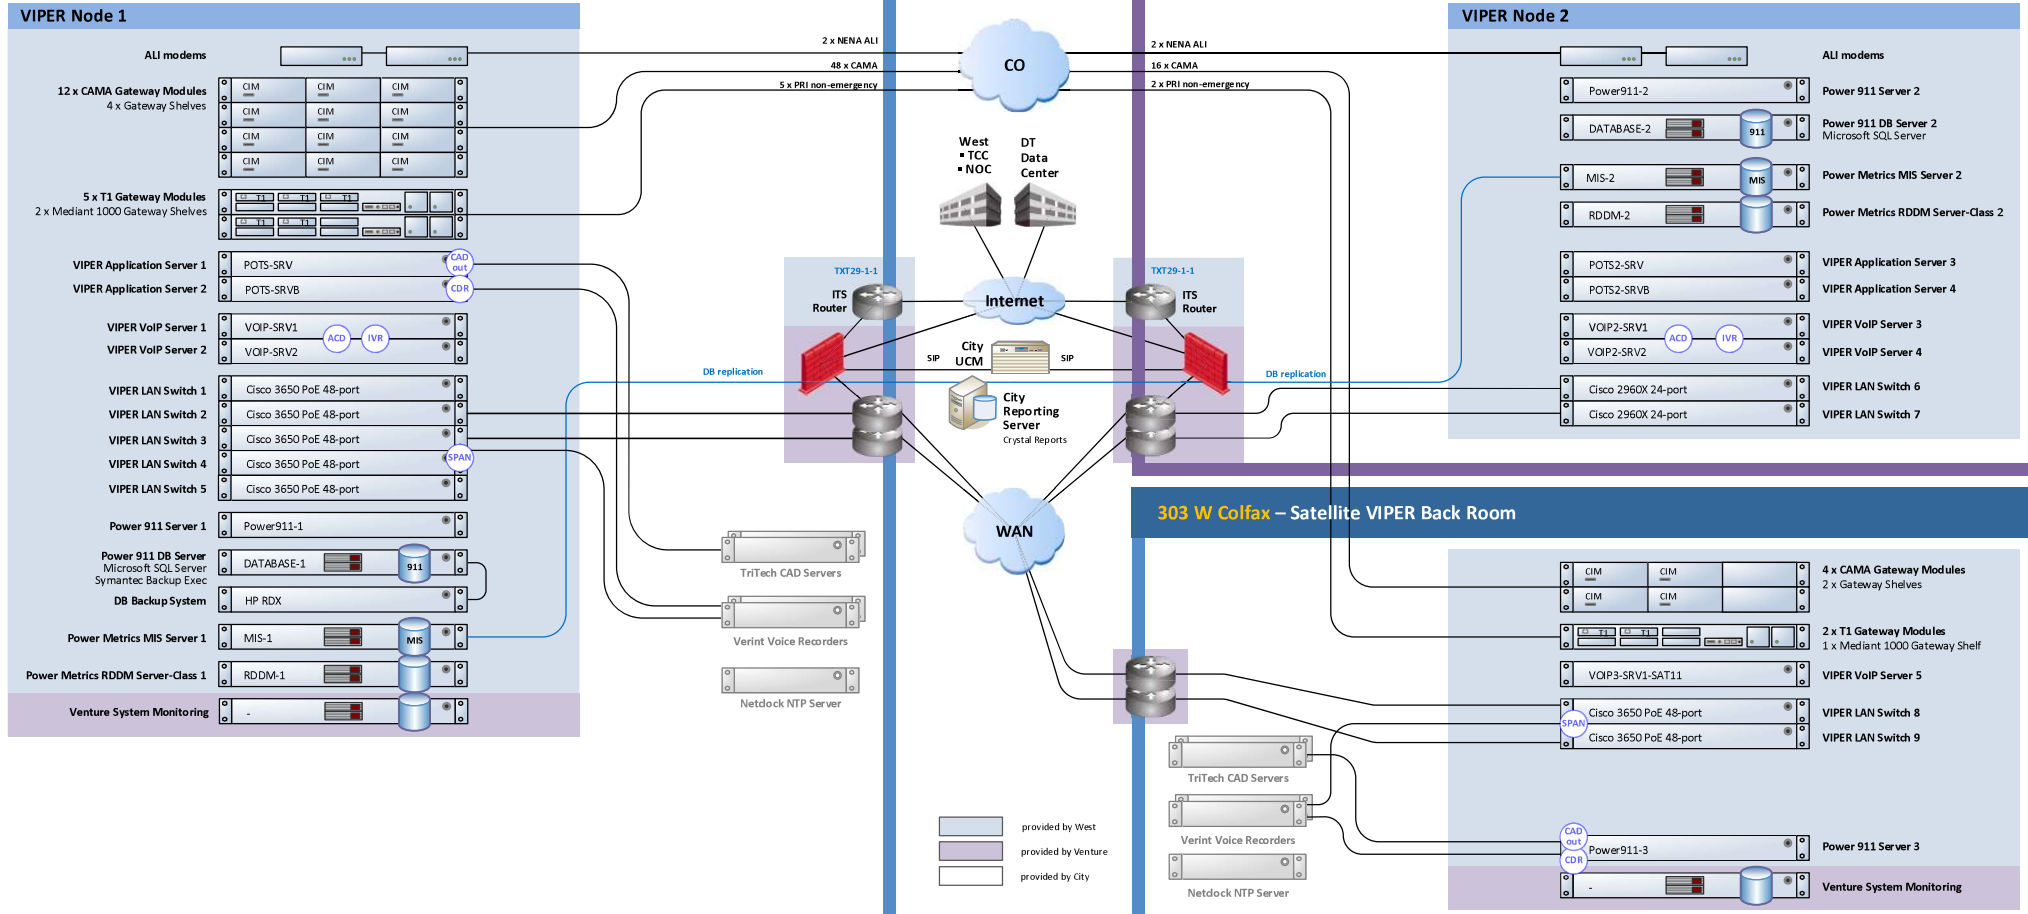 VIPER Node 1
ALI modems
12 x CAMA Gateway Modules
4 x Gateway Shelves
CIM CIM CIM
CIM CIM CIM
CIM CIM CIM
CIM CIM CIM
5 x T1 Gateway Modules
2 x Mediant 1000 Gateway Shelves
T1 T1 T1
T1 T1
VIPER Application Server 1
POTS-SRV
CAD
out
VIPER Application Server 2
POTS-SRVB
CDR
VIPER VoIP Server 1
VOIP-SRV1
ACD
IVR
VIPER VoIP Server 2
VOIP-SRV2
VIPER LAN Switch 1
Cisco 3650 PoE 48-port
VIPER LAN Switch 2
Cisco 3650 PoE 48-port
VIPER LAN Switch 3
Cisco 3650 PoE 48-port
SPAN
VIPER LAN Switch 4
Cisco 3650 PoE 48-port
VIPER LAN Switch 5
Cisco 3650 PoE 48-port
Power 911 Server 1
Power911-1
Power 911 DB Server
Microsoft SQL Server
Symantec Backup Exec
DATABASE-1
911
DB Backup System
HP RDX
Power Metrics MIS Server 1
MIS-1
MIS
Power Metrics RDDM Server-Class 1
RDDM-1
Venture System Monitoring
-
2 x NENA ALI
48 x CAMA
5 x PRI non-emergency
CO
2 x NENA ALI
16 x CAMA
2 x PRI non-emergency
West
▪ TCC
▪ NOC
DT
Data
Center
TXT29-1-1
ITS
Router
Internet
TXT29-1-1
ITS
Router
City
UCM
SIP
SIP
DB replication
DB replication
City
Reporting
Server
Crystal Reports
WAN
TriTech CAD Servers
Verint Voice Recorders
Netclock NTP Server
provided by West
provided by Venture
provided by City
VIPER Node 2
ALI modems
Power911-2
Power 911 Server 2
DATABASE-2
911
Power 911 DB Server 2
Microsoft SQL Server
MIS-2
MIS
Power Metrics MIS Server 2
RDDM-2
Power Metrics RDDM Server-Class 2
POTS2-SRV
VIPER Application Server 3
POTS2-SRVB
VIPER Application Server 4
VOIP2-SRV1
ACD
IVR
VIPER VoIP Server 3
VOIP2-SRV2
VIPER VoIP Server 4
Cisco 2960X 24-port
VIPER LAN Switch 6
Cisco 2960X 24-port
VIPER LAN Switch 7
303 W Colfax – Satellite VIPER Back Room
CIM CIM
CIM CIM
4 x CAMA Gateway Modules
2 x Gateway Shelves
T1 T1
2 x T1 Gateway Modules
1 x Mediant 1000 Gateway Shelf
VOIP3-SRV1-SAT11
VIPER VoIP Server 5
Cisco 3650 PoE 48-port
VIPER LAN Switch 8
SPAN
Cisco 3650 PoE 48-port
VIPER LAN Switch 9
TriTech CAD Servers
Verint Voice Recorders
Netclock NTP Server
CAD
out
Power911-3
Power 911 Server 3
CDR
-
Venture System Monitoring